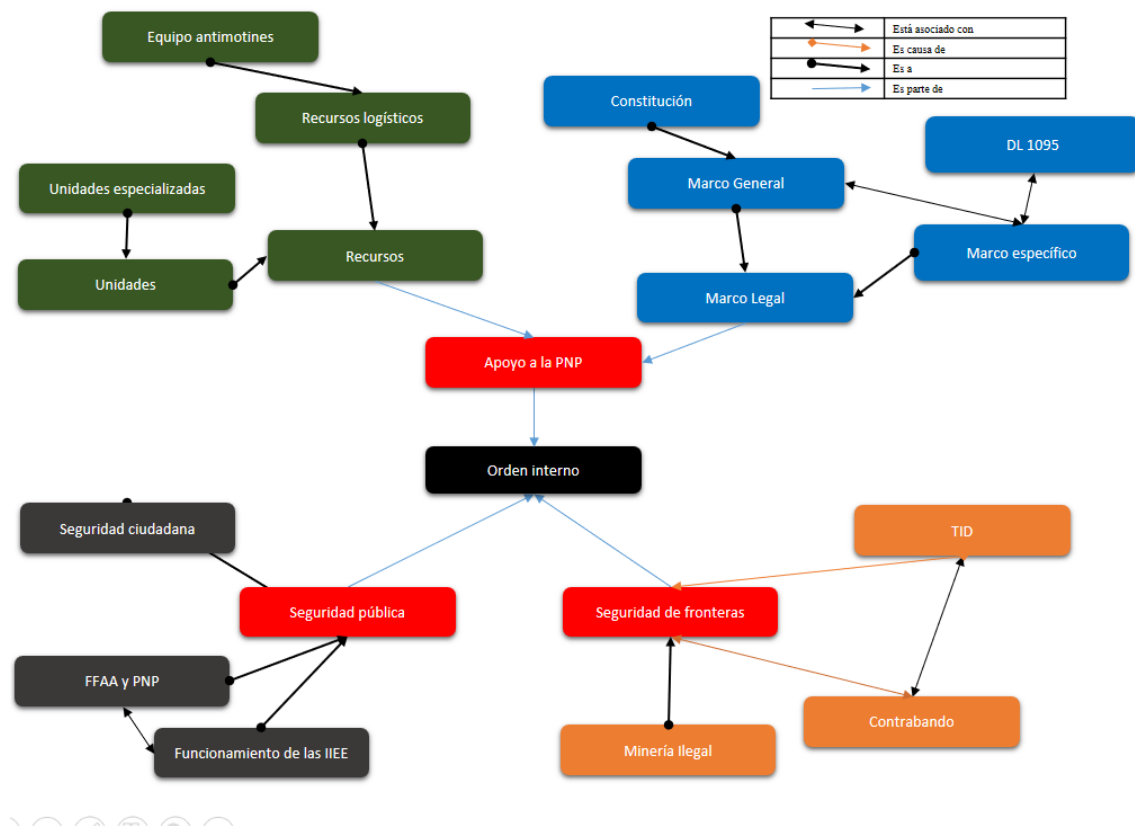 Equipo antimotines
Está asociado con
Es causa de
Es a
Es parte de
Recursos logísticos
Constitución
DL 1095
Unidades especializadas
Marco General
Recursos
Marco específico
Unidades
Marco Legal
Apoyo a la PNP
Orden interno
Seguridad ciudadana
TID
Seguridad pública
Seguridad de fronteras
FFAA y PNP
Contrabando
Funcionamiento de las IIEE
Minería Ilegal